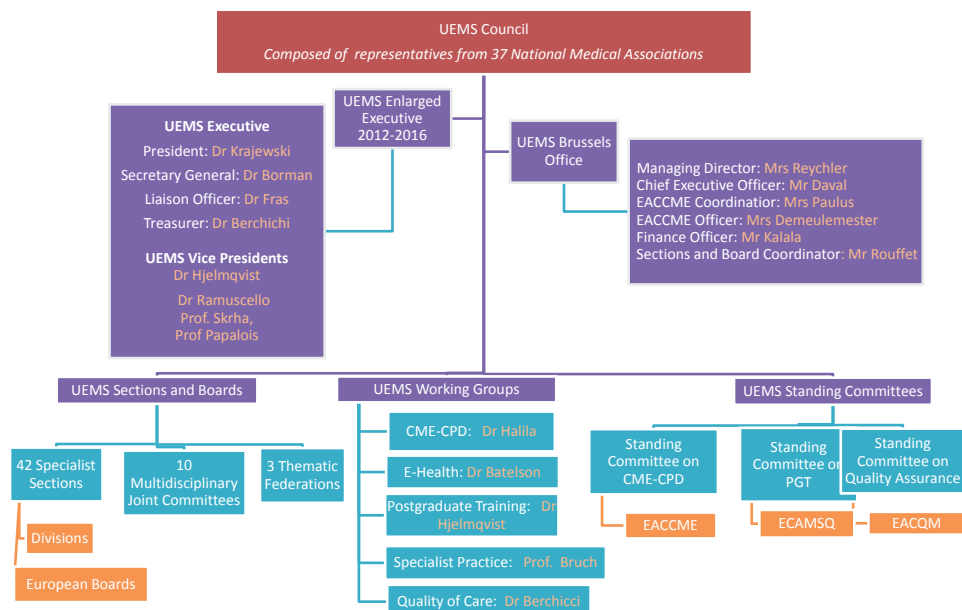 UEMS Council
Composed of representatives from 37 National Medical Associations
UEMS Enlarged
Executive
2012-2016
UEMS Executive
President: Dr Krajewski
Secretary General: Dr Borman
Liaison Officer: Dr Fras
Treasurer: Dr Berchichi
UEMS Vice Presidents
Dr Hjelmqvist
Dr Ramuscello
Prof. Skrha,
Prof Papalois
UEMS Brussels
Office
Managing Director: Mrs Reychler
Chief Executive Officer: Mr Daval
EACCME Coordinatior: Mrs Paulus
EACCME Officer: Mrs Demeulemester
Finance Officer: Mr Kalala
Sections and Board Coordinator: Mr Rouffet
UEMS Sections and Boards
42 Specialist
Sections
10
Multidisciplinary
Joint Committees
3 Thematic
Federations
Divisions
European Boards
UEMS Working Groups
CME-CPD: Dr Halila
E-Health: Dr Batelson
Postgraduate Training: Dr
Hjelmqvist
Specialist Practice: Prof. Bruch
Quality of Care: Dr Berchicci
UEMS Standing Committees
Standing
Committee on
CME-CPD
Standing
Committee on
PGT
Standing
Committee on
Quality Assurance
EACCME
ECAMSQ
EACQM